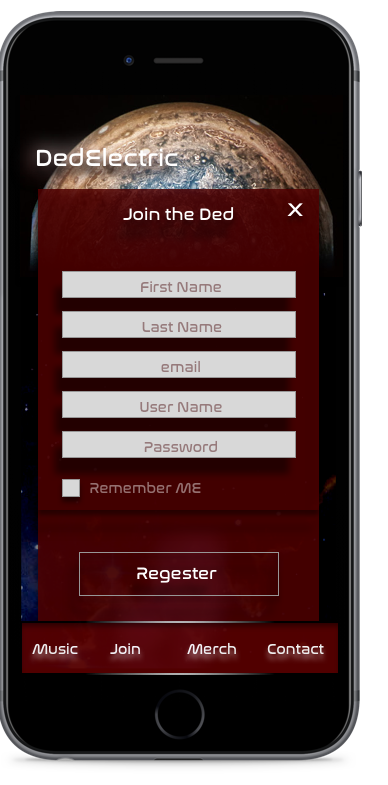 DedElectric
Join the Ded X
First Name
Last Name
email
User Name
Password
Remember ME
Regester
Music Join Merch Contact